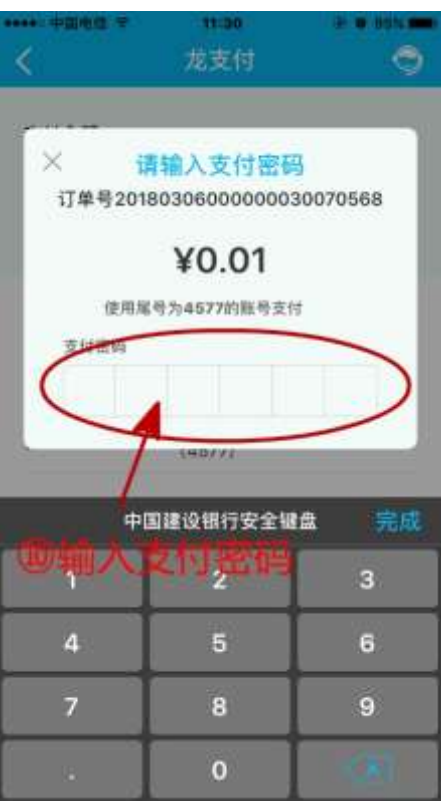 中国电信 11:30
龙支付
× 请输入支付密码
订单号20180306000000030070568
¥0.01
使用尾号为4577的账号支付
支付密码
(4577)
中国建设银行安全键盘 完成
⑩输入支付密码
1 2 3
4 5 6
7 8 9
. 0